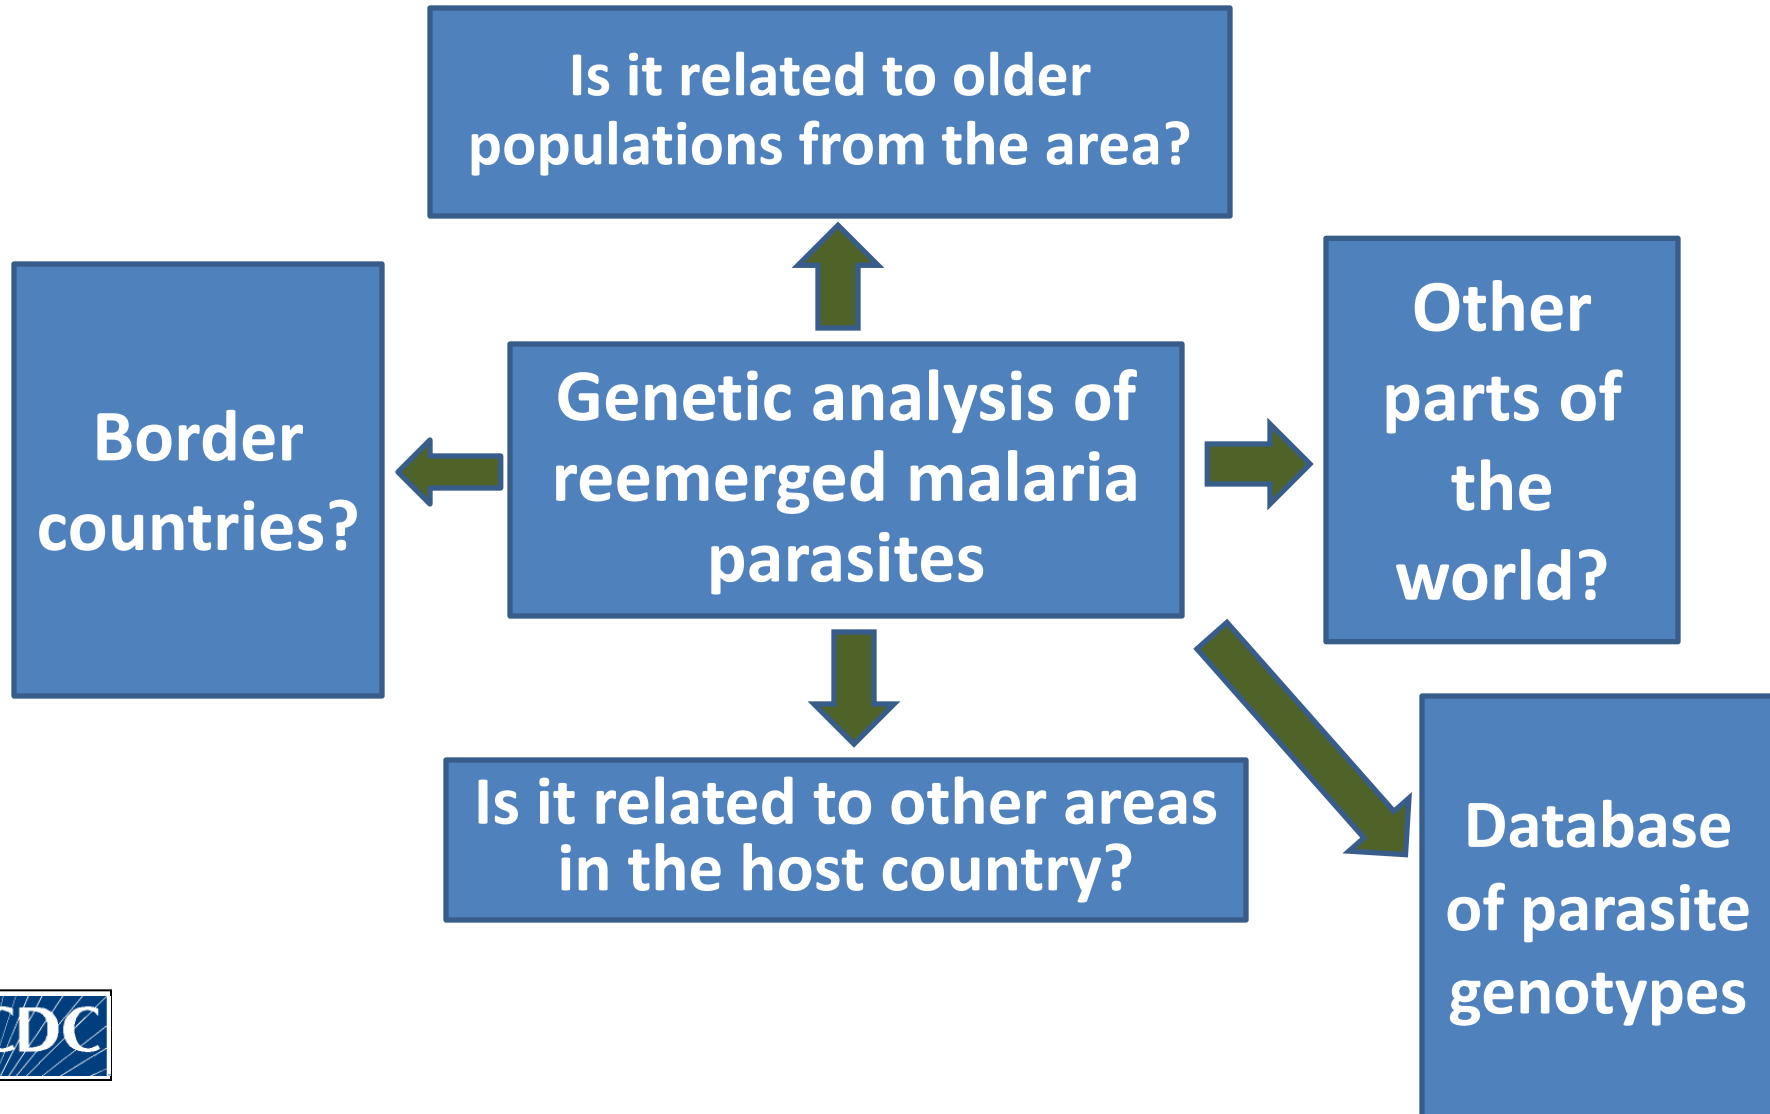 Is it related to older
populations from the area?
Border
countries?
Genetic analysis of
reemerged malaria
parasites
Other
parts of
the
world?
Is it related to other areas
in the host country?
Database
of parasite
genotypes
CDC